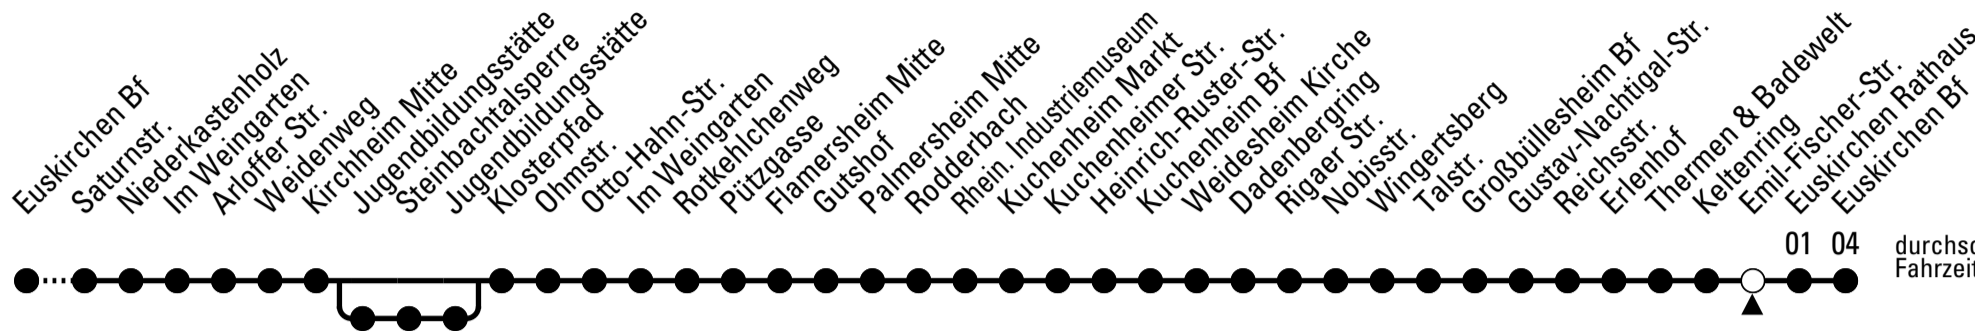 Euskirchen Bf
Saturnstr.
Niederkastenholz
Im Weingarten
Arloffer Str.
Weidenweg
Kirchheim Mitte
Jugendbildungsstätte
Steinbachtalsperre
Jugendbildungsstätte
Klosterpfad
Ohmstr.
Otto-Hahn-Str.
Im Weingarten
Rotkehlchenweg
Pützgasse
Flamersheim Mitte
Gutshof
Palmersheim Mitte
Rodderbach
Rhein. Industriemuseum
Kuchenheim Markt
Kuchenheimer Str.
Heinrich-Ruster-Str.
Kuchenheim Bf
Weidesheim Kirche
Dadenbergring
Rigaer Str.
Nobisstr.
Wingertsberg
Talstr.
Großbüllesheim Bf
Gustav-Nachtigal-Str.
Reichsstr.
Erlenhof
Thermen & Badewelt
Keltenring
Emil-Fischer-Str.
Euskirchen Rathaus
Euskirchen Bf
01 04
durchsc
Fahrzeit